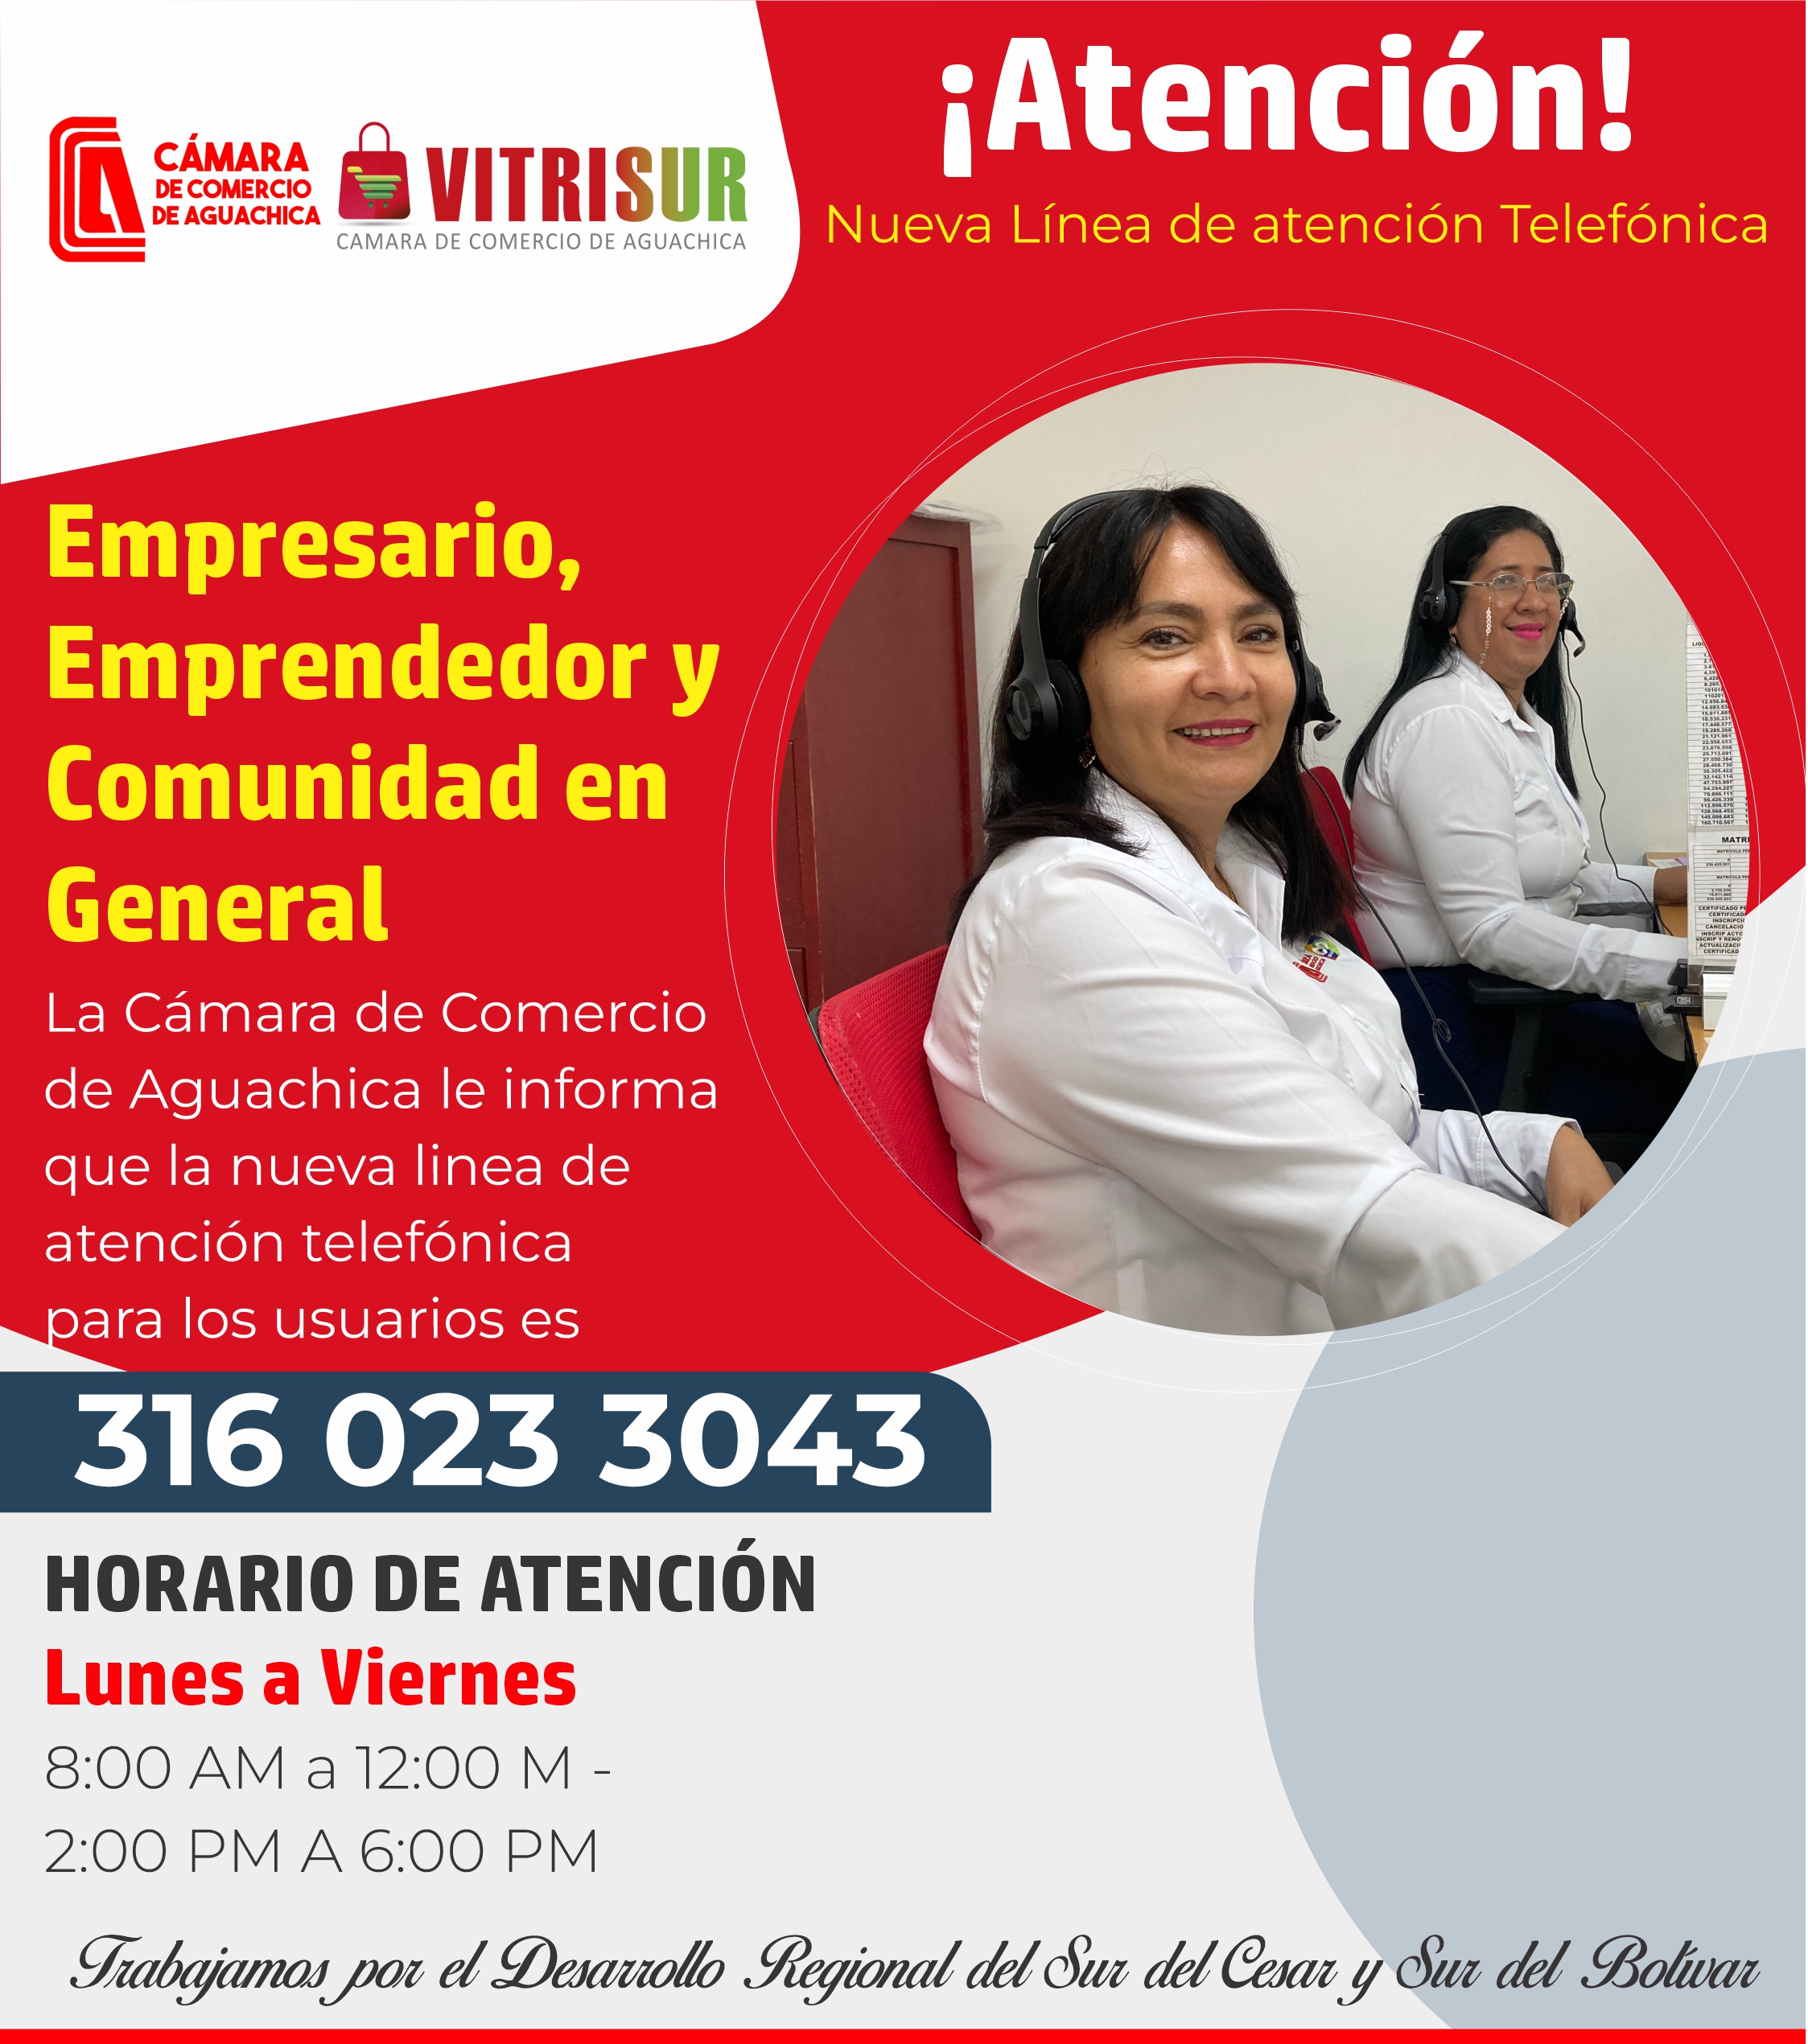 CÁMARA
DE COMERCIO
DE AGUACHICA
VITRISUR
CAMARA DE COMERCIO DE AGUACHICA
¡Atención!
Nueva Línea de atención Telefónica
Empresario,
Emprendedor y
Comunidad en
General
La Cámara de Comercio
de Aguachica le informa
que la nueva linea de
atención telefónica
para los usuarios es
316 023 3043
HORARIO DE ATENCIÓN
Lunes a Viernes
8:00 AM a 12:00 M -
2:00 PM A 6:00 PM
Trabajamos por el Desarrollo Regional del Sur del Cesar y Sur del Bolívar